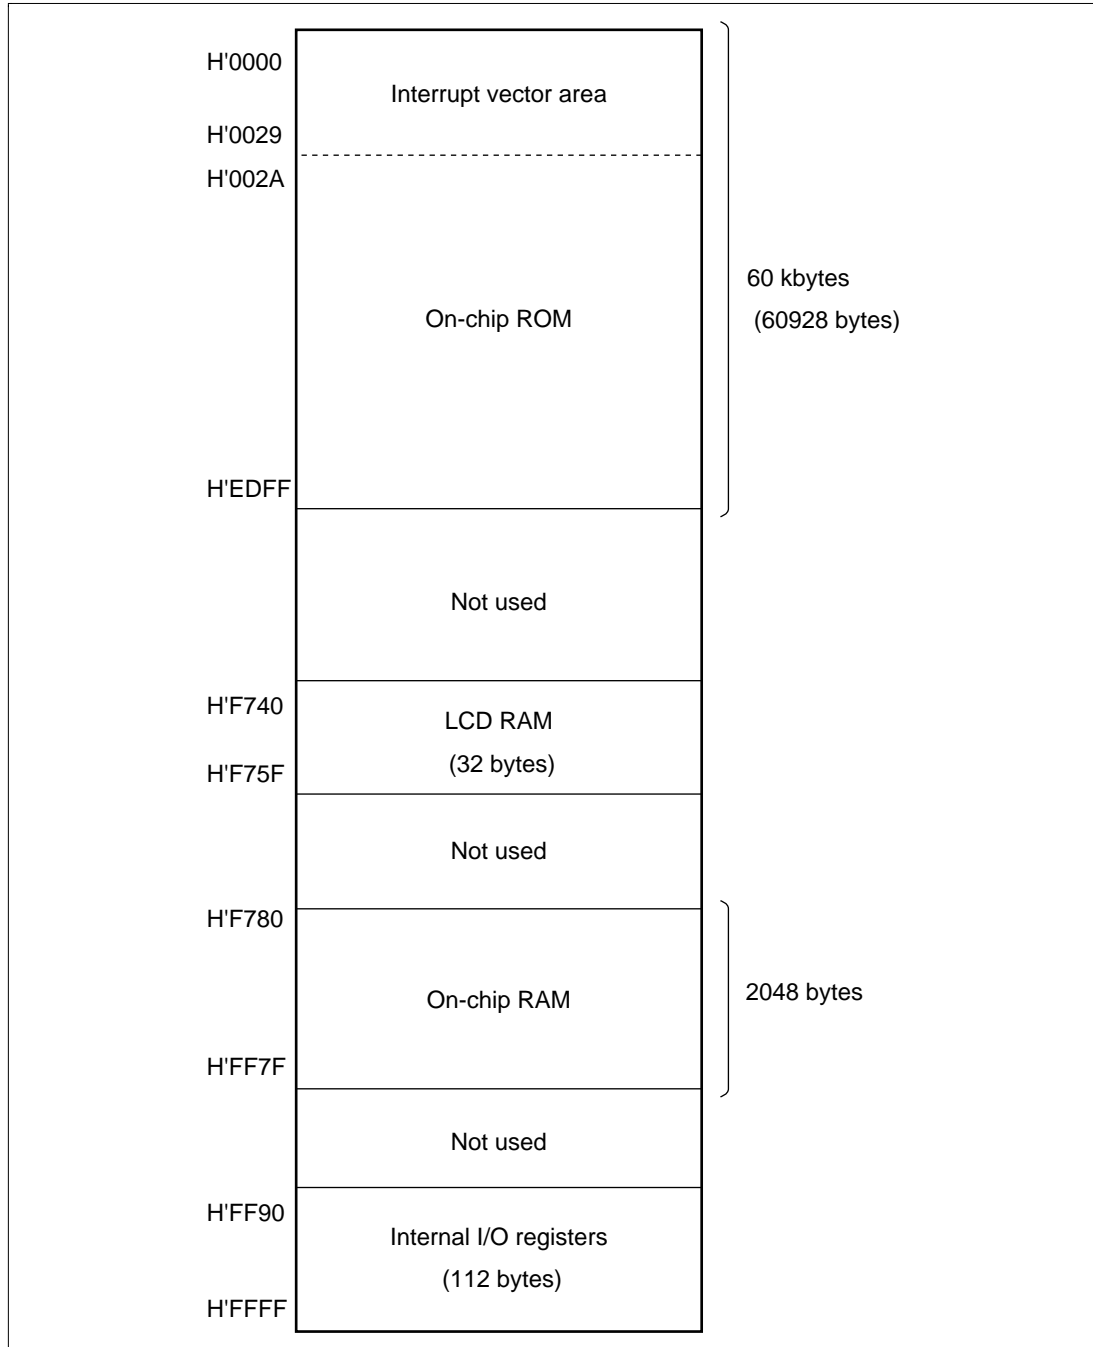 H'0000
Interrupt vector area
H'0029
H'002A
60 kbytes
On-chip ROM
(60928 bytes)
H'EDFF
Not used
H'F740
LCD RAM
(32 bytes)
H'F75F
Not used
H'F780
2048 bytes
On-chip RAM
H'FF7F
Not used
H'FF90
Internal I/O registers
(112 bytes)
H'FFFF